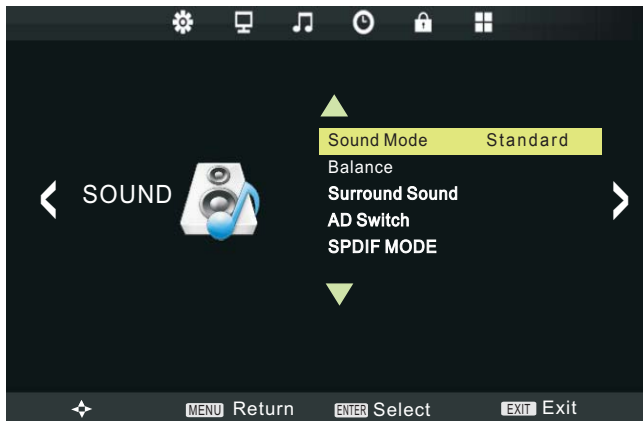 SOUND
Sound Mode Standard
Balance
Surround Sound
AD Switch
SPDIF MODE
MENU Return ENTER Select EXIT Exit